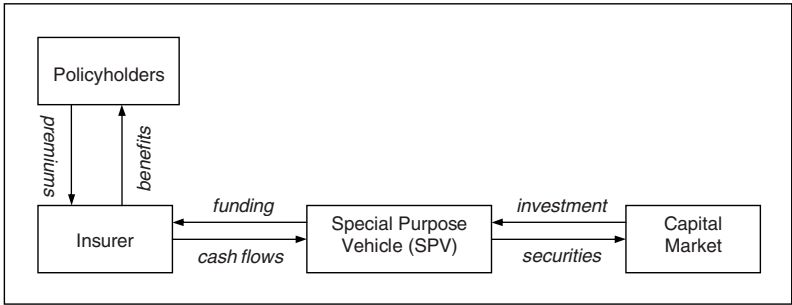 Policyholders
premiums
benefits
Insurer
funding
cash flows
Special Purpose
Vehicle (SPV)
investment
securities
Capital
Market